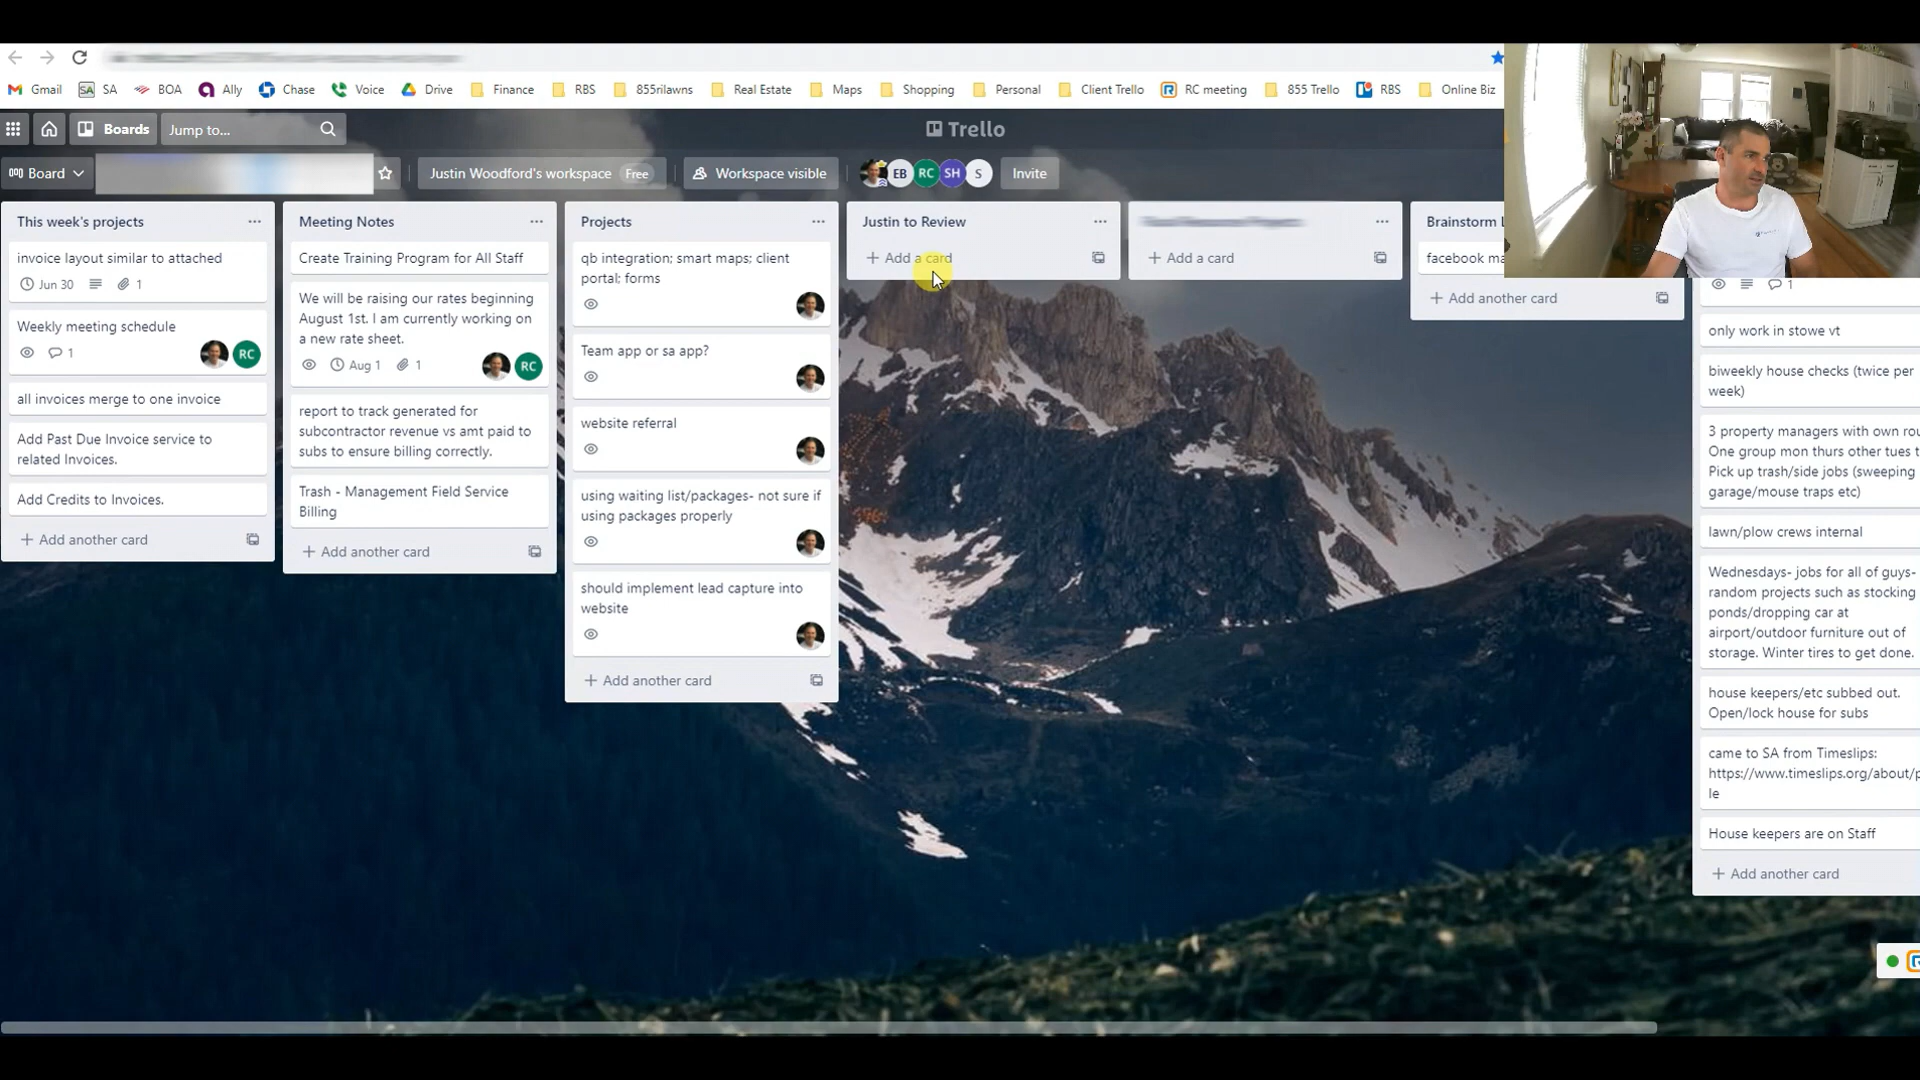 Gmail SA BOA Ally Chase Voice Drive Finance RBS 855rilawns Real Estate Maps Shopping Personal Client Trello RC meeting 855 Trello RBS Online Biz
SA
Boards Jump to... Trello
Board Justin Woodford's workspace Free Workspace visible EB RC SH S Invite
This week's projects
invoice layout similar to attached
Jun 30 1
Weekly meeting schedule
1 RC
all invoices merge to one invoice
Add Past Due Invoice service to
related Invoices.
Add Credits to Invoices.
+ Add another card
Meeting Notes
Create Training Program for All Staff
We will be raising our rates beginning
August 1st. I am currently working on
a new rate sheet.
Aug 1 1 RC
report to track generated for
subcontractor revenue vs amt paid to
subs to ensure billing correctly.
Trash - Management Field Service
Billing
+ Add another card
Projects
qb integration; smart maps; client
portal; forms
Team app or sa app?
website referral
using waiting list/packages- not sure if
using packages properly
should implement lead capture into
website
+ Add another card
Justin to Review
+ Add a card
+ Add a card
Brainstorm
facebook
+ Add another card
1
only work in stowe vt
biweekly house checks (twice per
week)
3 property managers with own
One group mon thurs other tues
Pick up trash/side jobs (sweeping
garage/mouse traps etc)
lawn/plow crews internal
Wednesdays- jobs for all of guys-
random projects such as stocking
ponds/dropping car at
airport/outdoor furniture out of
storage. Winter tires to get done.
house keepers/etc subbed out.
Open/lock house for subs
came to SA from Timeslips:
https://www.timeslips.org/about/p
le
House keepers are on Staff
+ Add another card